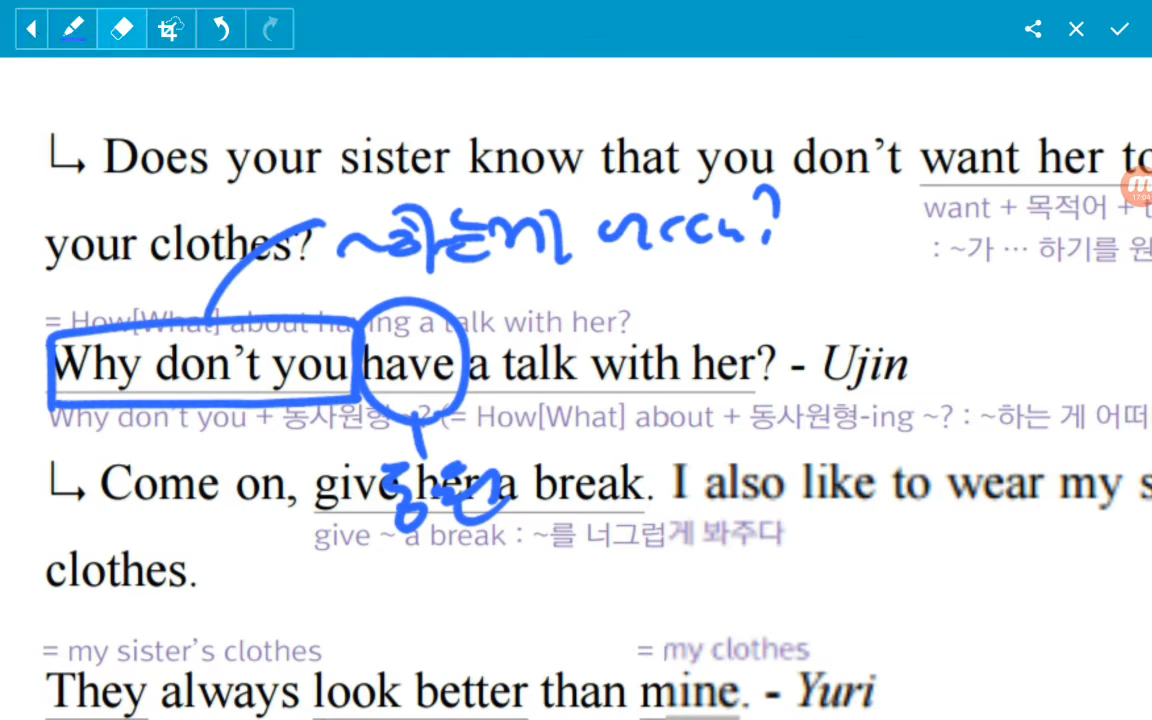 ↳ Does your sister know that you don't want her to
want + 목적어 + t
your clothes? ~하는게 어떠니?
: ~가 … 하기를 원
= How[What] about having a talk with her?
Why don't you have a talk with her? - Ujin
Why don't you + 동사원형 ~? (= How[What] about + 동사원형-ing ~? : ~하는 게 어떠
↳ Come on, give her a break. I also like to wear my s
동원
give ~ a break : ~를 너그럽게 봐주다
clothes.
= my sister's clothes = my clothes
They always look better than mine. - Yuri
17:04